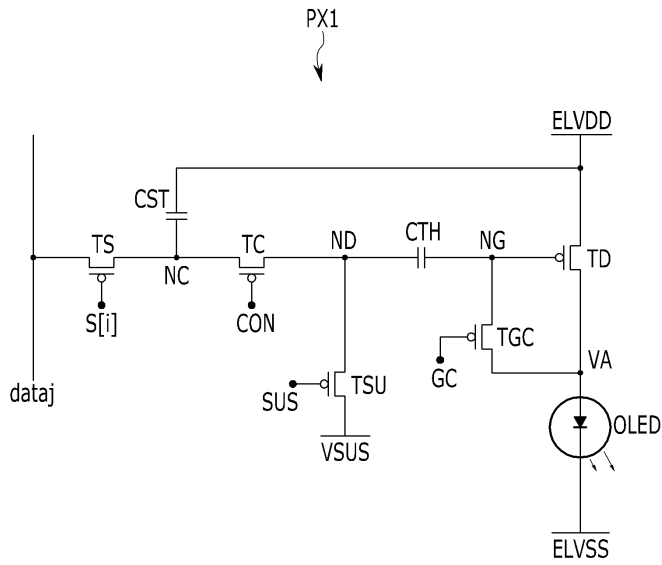 PX1
ELVDD
CST
TS
TC
ND
CTH
NG
TD
NC
S[i]
CON
TGC
VA
GC
dataj
SUS
TSU
VSUS
OLED
ELVSS